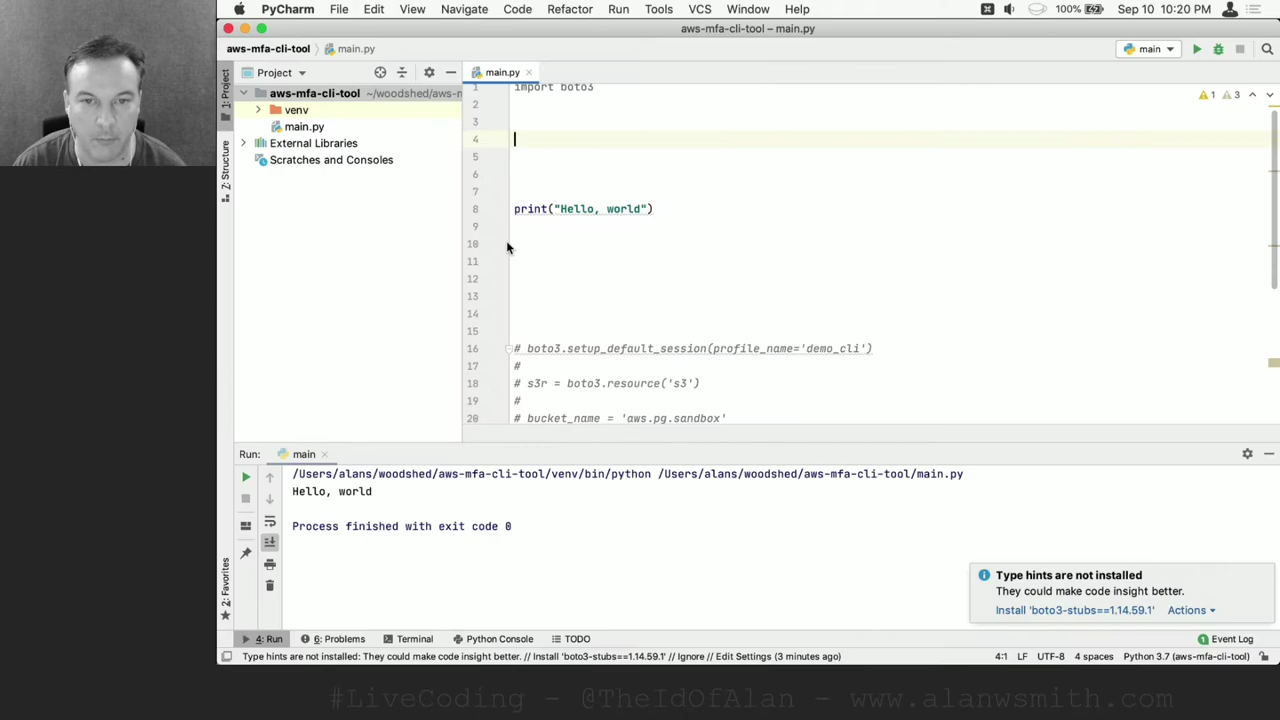 PyCharm File Edit View Navigate Code Refactor Run Tools VCS Window Help 100% Sep 10 10:20 PM
aws-mfa-cli-tool – main.py
aws-mfa-cli-tool main.py main
1: Project
Project
main.py
aws-mfa-cli-tool ~/woodshed/aws-n
venv
main.py
External Libraries
Scratches and Consoles
Z: Structure
1 3
1 import boto3
2
3
4
5
6
7
8 print("Hello, world")
9
10
11
12
13
14
15
16 # boto3.setup_default_session(profile_name='demo_cli')
17 #
18 # s3r = boto3.resource('s3')
19 #
20 # bucket_name = 'aws.pg.sandbox'
Run: main
/Users/alans/woodshed/aws-mfa-cli-tool/venv/bin/python /Users/alans/woodshed/aws-mfa-cli-tool/main.py
Hello, world
Process finished with exit code 0
2: Favorites
Type hints are not installed
They could make code insight better.
Install 'boto3-stubs==1.14.59.1' Actions
4: Run 6: Problems Terminal Python Console TODO 1 Event Log
Type hints are not installed: They could make code insight better. // Install 'boto3-stubs==1.14.59.1' // Ignore // Edit Settings (3 minutes ago) 4:1 LF UTF-8 4 spaces Python 3.7 (aws-mfa-cli-tool)
#LiveCoding - @TheIdOfAlan - www.alanwsmith.com